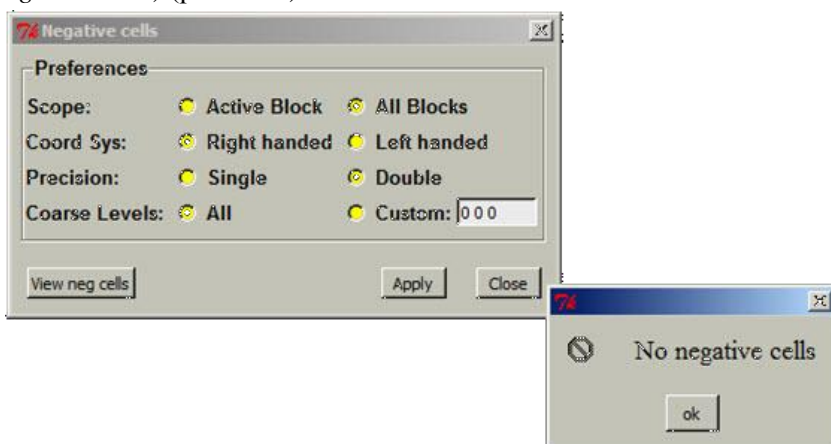 Negative cells
Preferences
Scope: Active Block All Blocks
Coord Sys: Right handed Left handed
Precision: Single Double
Coarse Levels: All Custom: 0 0 0
View neg cells Apply Close
No negative cells
ok